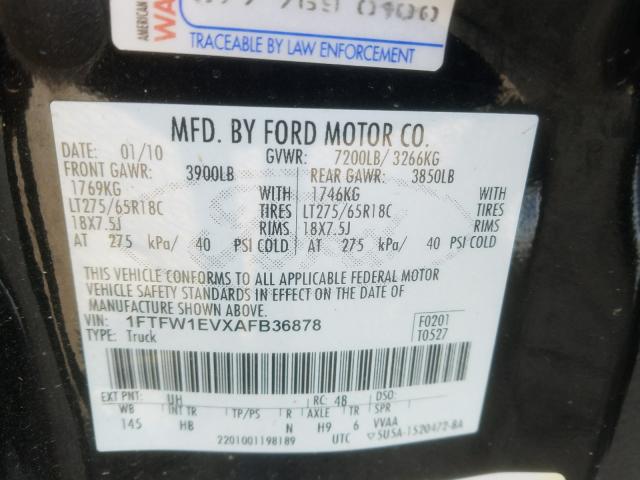 AMERICAN
WA
TRACEABLE BY LAW ENFORCEMENT
MFD. BY FORD MOTOR CO.
DATE: 01/10 GVWR: 7200LB/ 3266KG
FRONT GAWR: 3900LB REAR GAWR: 3850LB
1769KG WITH 1746KG WITH
LT275/65R18C TIRES LT275/65R18C TIRES
18X7.5J RIMS 18X7.5J RIMS
AT 275 kPa/ 40 PSI COLD AT 275 kPa/ 40 PSI COLD
THIS VEHICLE CONFORMS TO ALL APPLICABLE FEDERAL MOTOR
VEHICLE SAFETY STANDARDS IN EFFECT ON THE DATE OF
MANUFACTURE SHOWN ABOVE.
VIN: 1FTFW1EVXAFB36878 F0201
TYPE: Truck T0527
EXT PNT: UH RC: 48 DSO:
WB INT TR TP/PS R AXLE TR SPR
145 HB N H9 6 VVAA
2201001198189 UTC 5U5A-1520472-BA